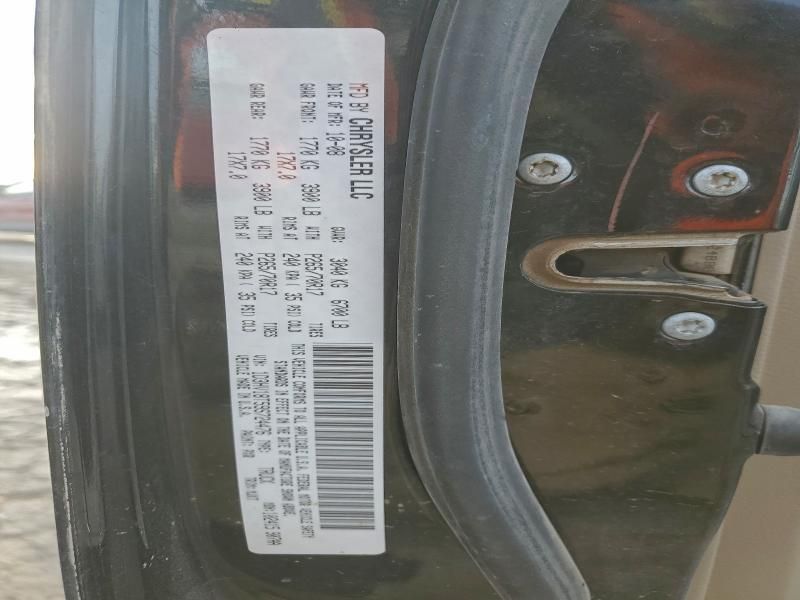 MFD BY CHRYSLER LLC
DATE OF MFR: 10-08 GVWR: 3040 KG 6700 LB
GAWR FRONT: 1770 KG 3900 LB WITH P265/70R17 TIRES
17X7.0 RIMS AT 240 KPA ( 35 PSI) COLD
GAWR REAR: 1770 KG 3900 LB WITH P265/70R17 TIRES
17X7.0 RIMS AT 240 KPA ( 35 PSI) COLD
THIS VEHICLE CONFORMS TO ALL APPLICABLE U.S.A. FEDERAL MOTOR VEHICLE SAFETY
STANDARDS IN EFFECT ON THE DATE OF MANUFACTURE SHOWN ABOVE.
VIN: TYPE: TRUCK
VEHICLE MADE IN U.S.A. PAINT: TRIM: